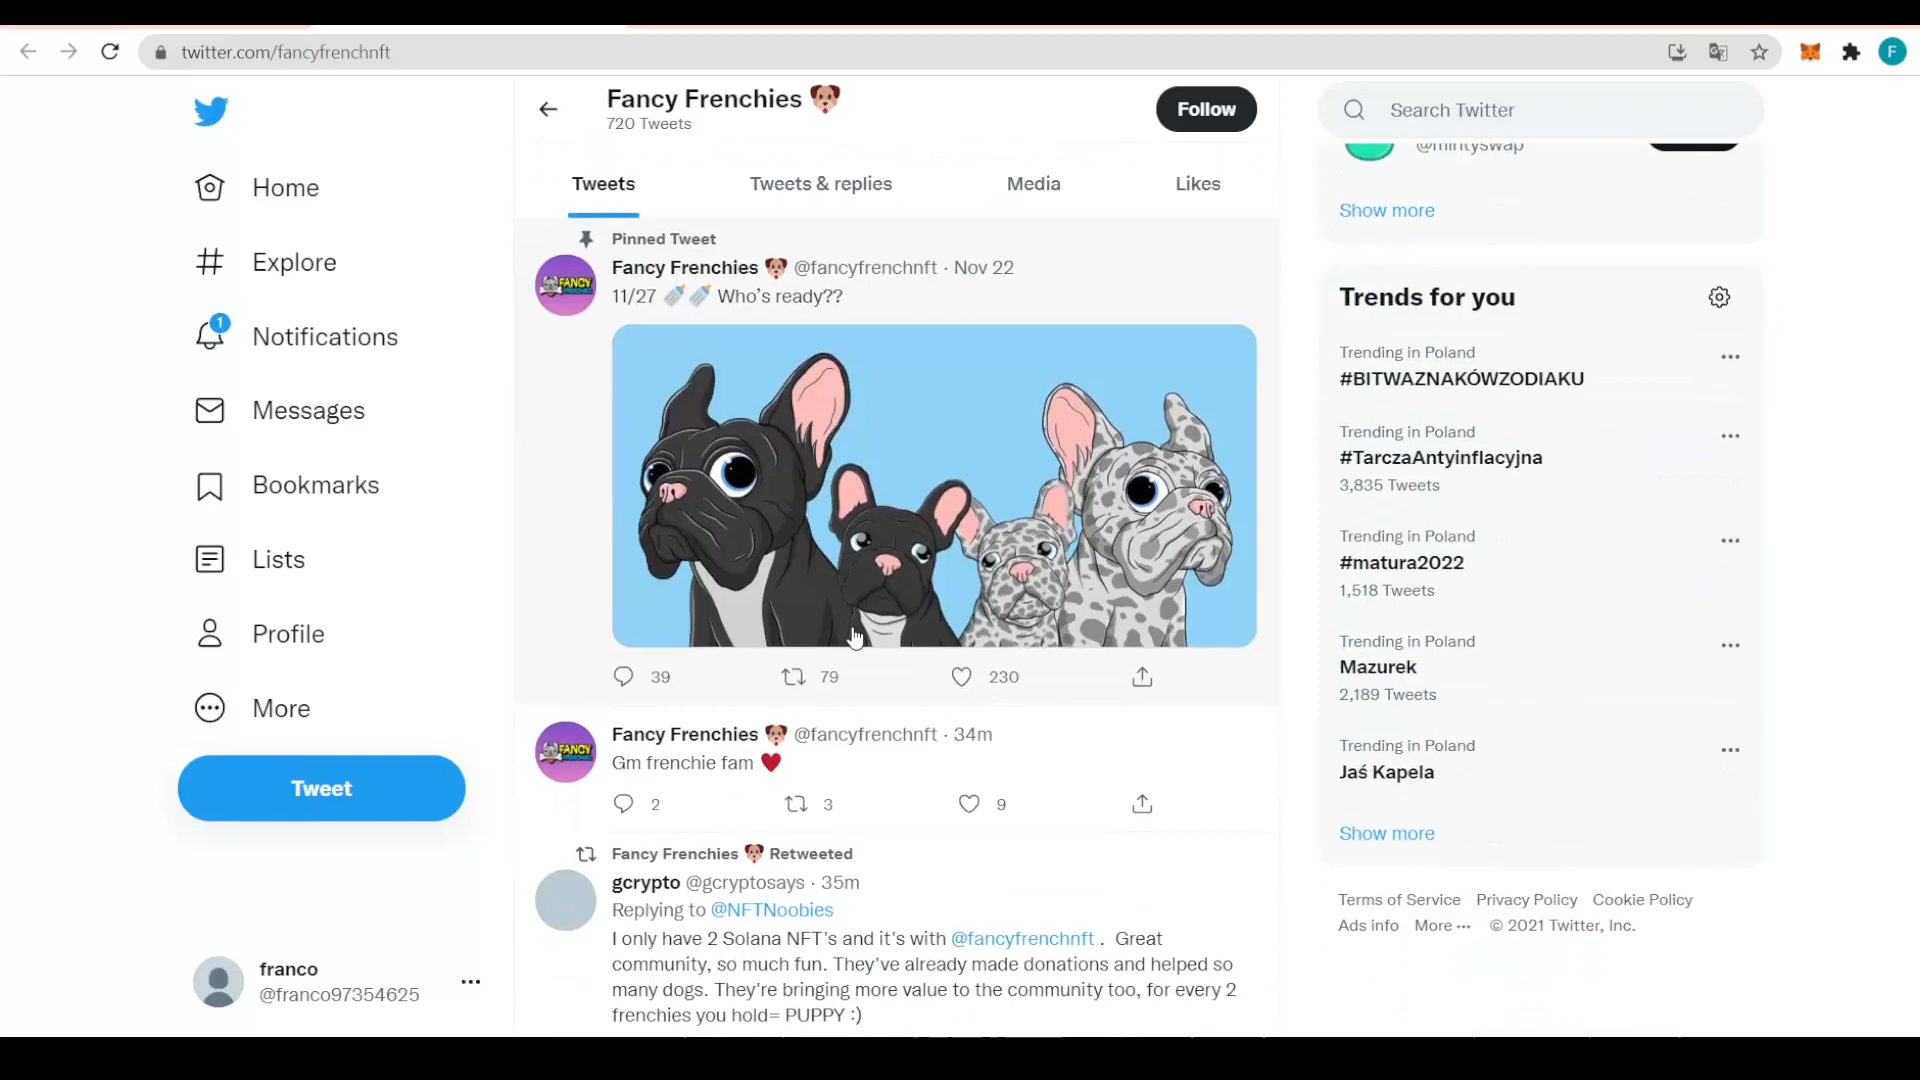 twitter.com/fancyfrenchnft
F
Fancy Frenchies
720 Tweets
Follow
Search Twitter
@mintyswap
Show more
Home
Explore
1
Notifications
Messages
Bookmarks
Lists
Profile
More
Tweet
franco
@franco97354625
Tweets
Tweets & replies
Media
Likes
Pinned Tweet
FANCY
Fancy Frenchies @fancyfrenchnft · Nov 22
11/27 Who’s ready??
39
79
230
FANCY
Fancy Frenchies @fancyfrenchnft · 34m
Gm frenchie fam
2
3
9
Fancy Frenchies Retweeted
gcrypto @gcryptosays · 35m
Replying to @NFTNoobies
I only have 2 Solana NFT's and it's with @fancyfrenchnft . Great
community, so much fun. They've already made donations and helped so
many dogs. They're bringing more value to the community too, for every 2
frenchies you hold= PUPPY :)
Trends for you
Trending in Poland
#BITWAZNAKÓWZODIAKU
Trending in Poland
#TarczaAntyinflacyjna
3,835 Tweets
Trending in Poland
#matura2022
1,518 Tweets
Trending in Poland
Mazurek
2,189 Tweets
Trending in Poland
Jaś Kapela
Show more
Terms of Service Privacy Policy Cookie Policy
Ads info More ··· © 2021 Twitter, Inc.